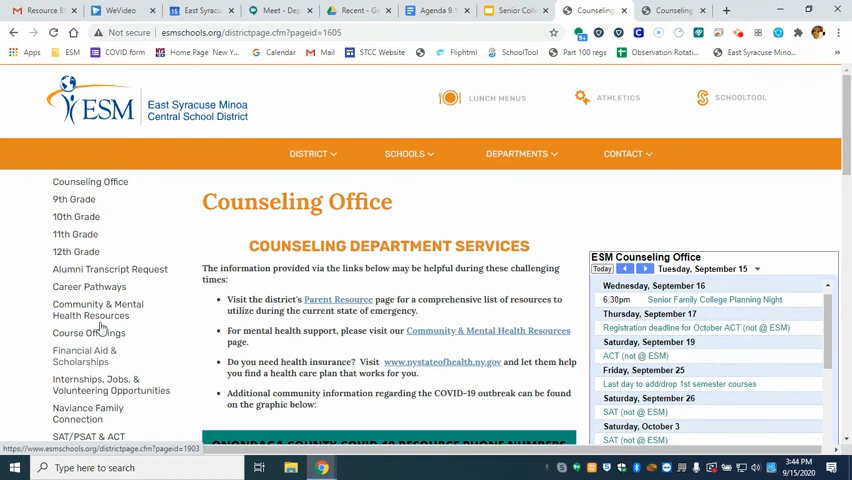 Resource B
WeVideo
East Syracus
Meet - Dep
Recent - Go
Agenda 9.1
Senior Coll
Counseling
Counseling
Not secure | esmschools.org/districtpage.cfm?pageid=1605
Apps
ESM
COVID form
Home Page - New Y...
Calendar
Mail
STCC Website
Fliphtml
SchoolTool
Part 100 regs
Observation Rotati...
East Syracuse Mino...
ESM
East Syracuse Minoa
Central School District
LUNCH MENUS
ATHLETICS
SCHOOLTOOL
DISTRICT
SCHOOLS
DEPARTMENTS
CONTACT
Counseling Office
9th Grade
10th Grade
11th Grade
12th Grade
Alumni Transcript Request
Career Pathways
Community & Mental
Health Resources
Course Offerings
Financial Aid &
Scholarships
Internships, Jobs, &
Volunteering Opportunities
Naviance Family
Connection
SAT/PSAT & ACT
Counseling Office
COUNSELING DEPARTMENT SERVICES
The information provided via the links below may be helpful during these challenging
times:
Visit the district's Parent Resource page for a comprehensive list of resources to
utilize during the current state of emergency.
For mental health support, please visit our Community & Mental Health Resources
page.
Do you need health insurance? Visit www.nystateofhealth.ny.gov and let them help
you find a health care plan that works for you.
Additional community information regarding the COVID-19 outbreak can be found
on the graphic below:
ONONDAGA COUNTY COVID-19 RESOURCE PHONE NUMBERS
ESM Counseling Office
Today
Tuesday, September 15
Wednesday, September 16
6:30pm Senior Family College Planning Night
Thursday, September 17
Registration deadline for October ACT (not @ ESM)
Saturday, September 19
ACT (not @ ESM)
Friday, September 25
Last day to add/drop 1st semester courses
Saturday, September 26
SAT (not @ ESM)
Saturday, October 3
SAT (not @ ESM)
https://www.esmschools.org/districtpage.cfm?pageid=1903
Type here to search
3:44 PM
9/15/2020